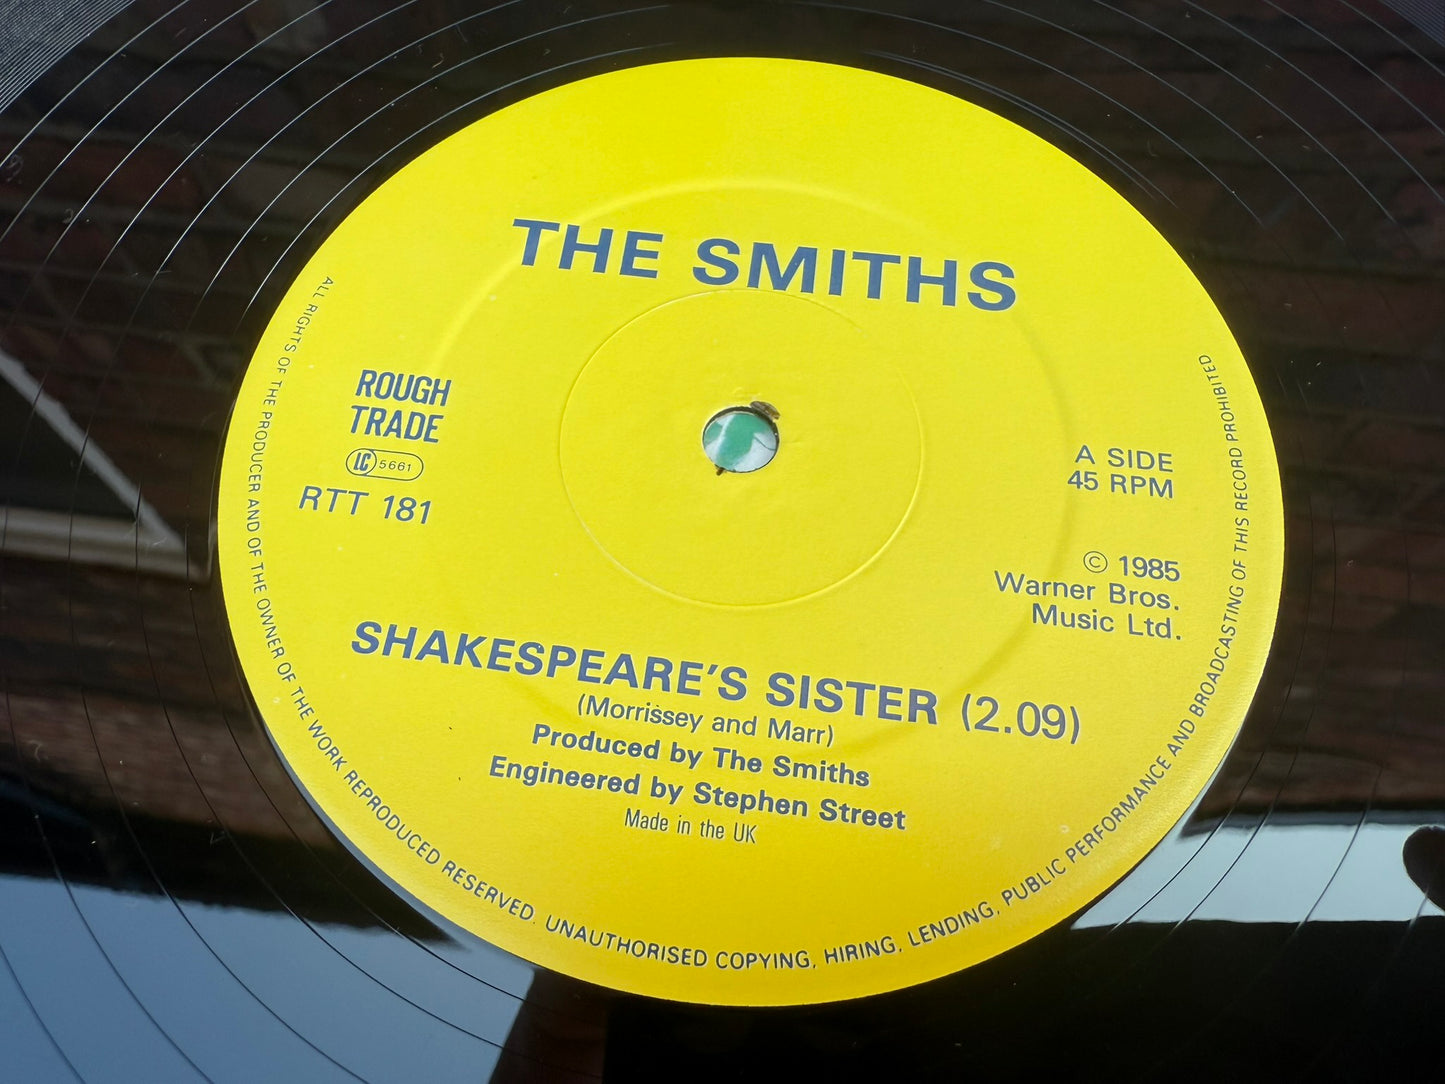 THE SMITHS
ROUGH
TRADE
LC 5661
RTT 181
A SIDE
45 RPM
© 1985
Warner Bros.
Music Ltd.
SHAKESPEARE'S SISTER (2.09)
(Morrissey and Marr)
Produced by The Smiths
Engineered by Stephen Street
Made in the UK
ALL RIGHTS OF THE PRODUCER AND OF THE OWNER OF THE WORK REPRODUCED RESERVED. UNAUTHORISED COPYING, HIRING, LENDING, PUBLIC PERFORMANCE AND BROADCASTING OF THIS RECORD PROHIBITED